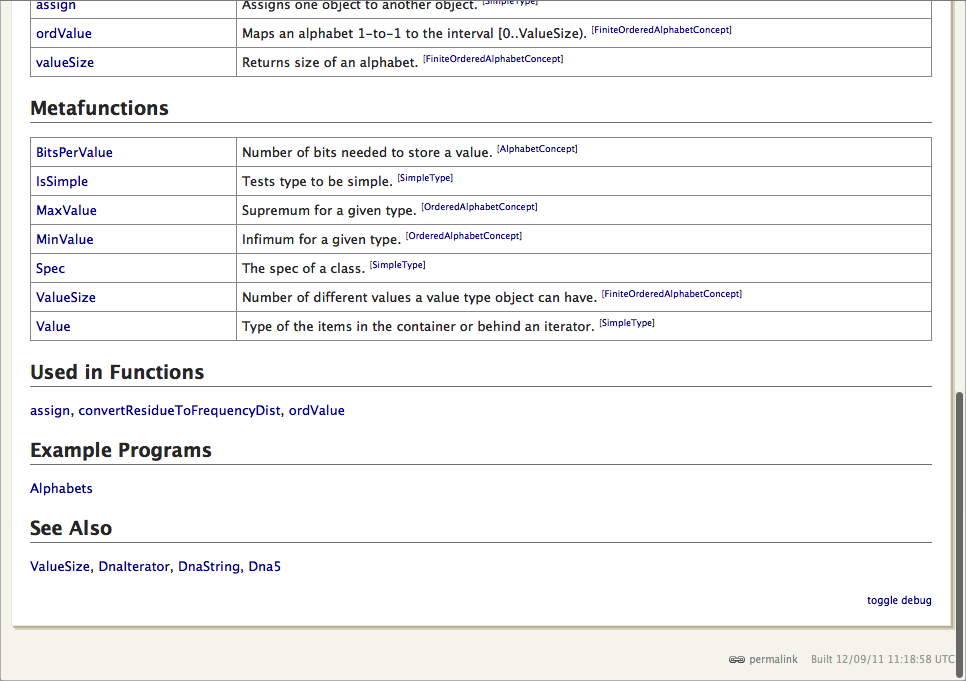 assign Assigns one object to another object. [SimpleType]
ordValue Maps an alphabet 1-to-1 to the interval [0..ValueSize). [FiniteOrderedAlphabetConcept]
valueSize Returns size of an alphabet. [FiniteOrderedAlphabetConcept]
Metafunctions
BitsPerValue Number of bits needed to store a value. [AlphabetConcept]
IsSimple Tests type to be simple. [SimpleType]
MaxValue Supremum for a given type. [OrderedAlphabetConcept]
MinValue Infimum for a given type. [OrderedAlphabetConcept]
Spec The spec of a class. [SimpleType]
ValueSize Number of different values a value type object can have. [FiniteOrderedAlphabetConcept]
Value Type of the items in the container or behind an iterator. [SimpleType]
Used in Functions
assign, convertResidueToFrequencyDist, ordValue
Example Programs
Alphabets
See Also
ValueSize, DnaIterator, DnaString, Dna5
toggle debug
permalink Built 12/09/11 11:18:58 UTC